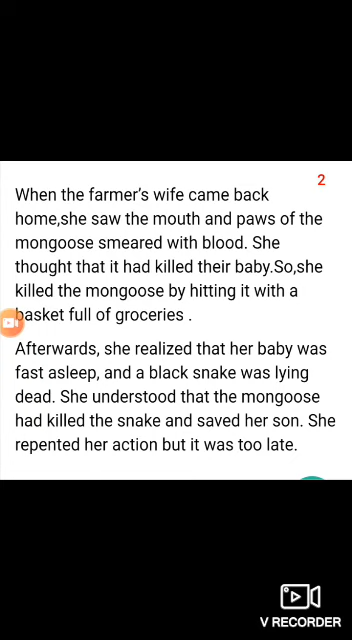 2
When the farmer's wife came back
home,she saw the mouth and paws of the
mongoose smeared with blood. She
thought that it had killed their baby.So,she
killed the mongoose by hitting it with a
basket full of groceries .
Afterwards, she realized that her baby was
fast asleep, and a black snake was lying
dead. She understood that the mongoose
had killed the snake and saved her son. She
repented her action but it was too late.
V RECORDER